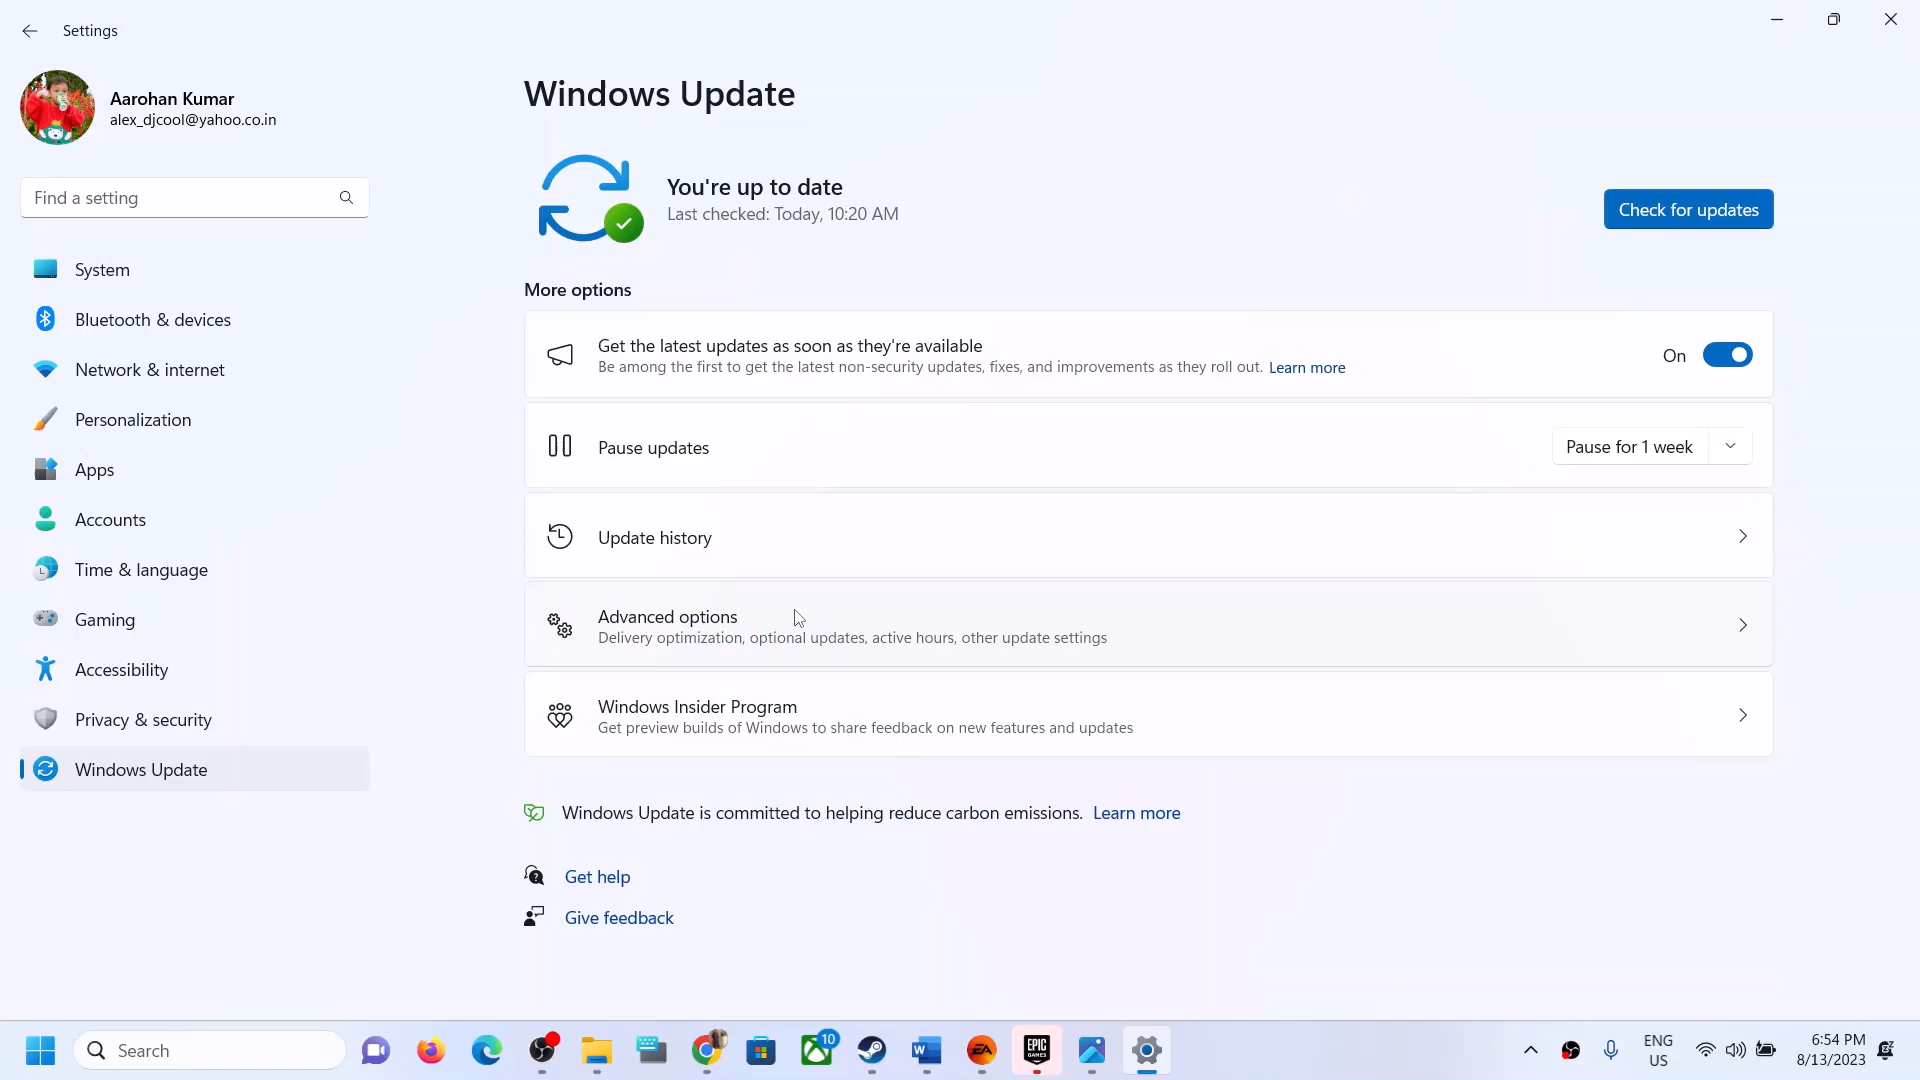 Settings
Aarohan Kumar
alex_djcool@yahoo.co.in
Find a setting
System
Bluetooth & devices
Network & internet
Personalization
Apps
Accounts
Time & language
Gaming
Accessibility
Privacy & security
Windows Update
Windows Update
You're up to date
Last checked: Today, 10:20 AM
Check for updates
More options
Get the latest updates as soon as they're available
Be among the first to get the latest non-security updates, fixes, and improvements as they roll out. Learn more
On
Pause updates
Pause for 1 week
Update history
Advanced options
Delivery optimization, optional updates, active hours, other update settings
Windows Insider Program
Get preview builds of Windows to share feedback on new features and updates
Windows Update is committed to helping reduce carbon emissions. Learn more
Get help
Give feedback
Search
10
W
EA
EPIC
GAMES
ENG
US
6:54 PM
8/13/2023